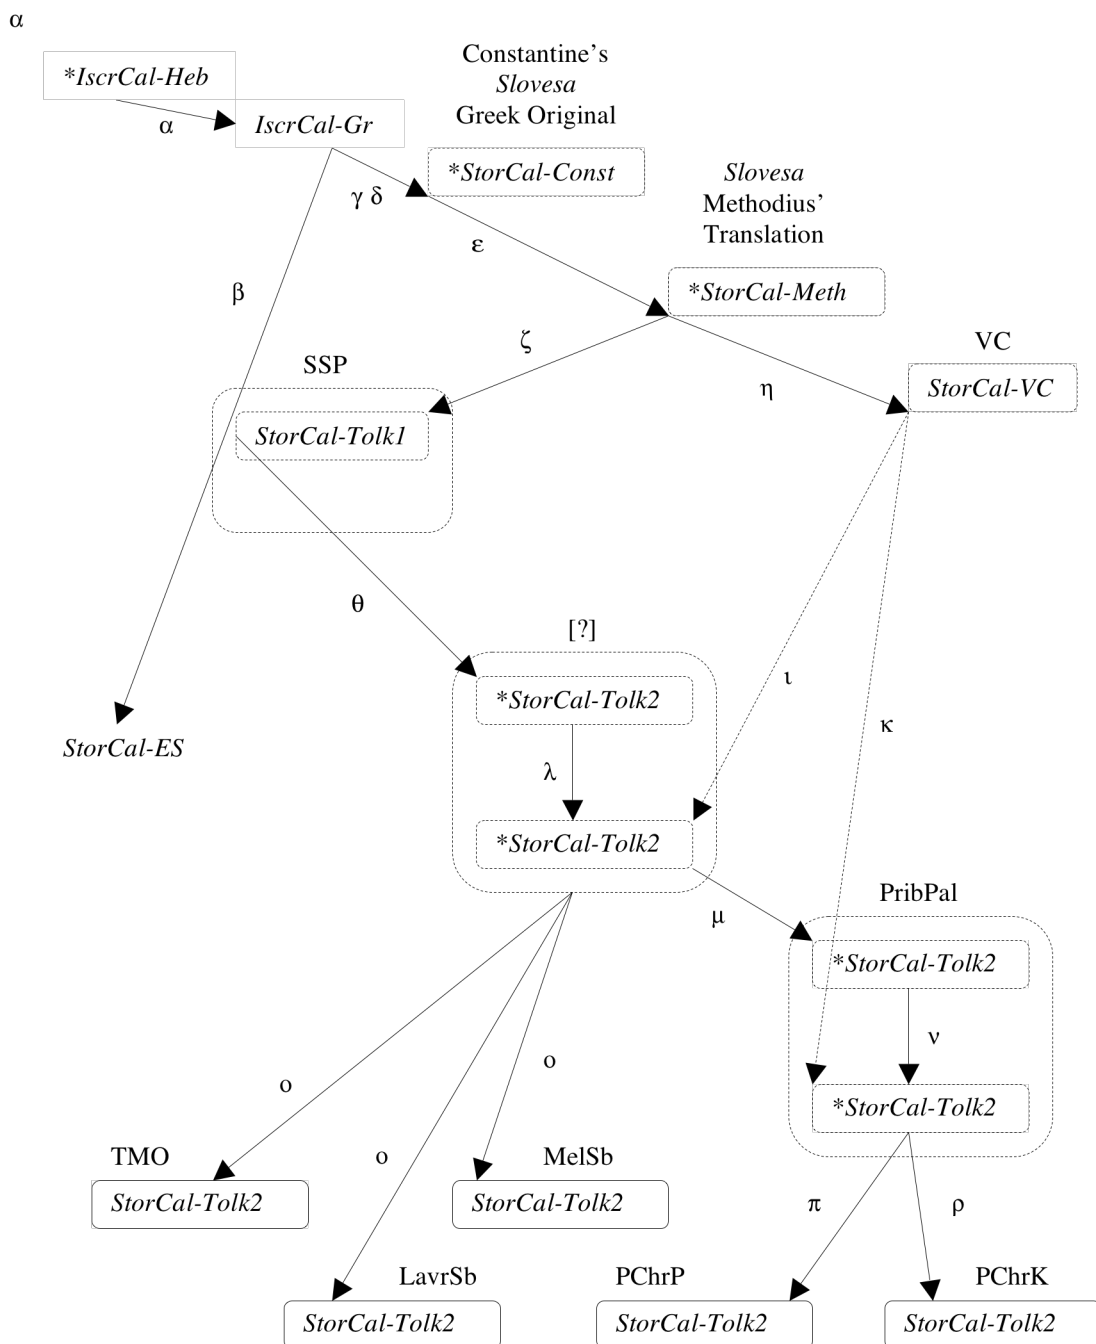 α
*IscrCal-Heb
Constantine’s
Slovesa
Greek Original
α
IscrCal-Gr
*StorCal-Const
Slovesa
Methodius’
Translation
γ δ
ε
β
*StorCal-Meth
ζ
VC
SSP
η
StorCal-VC
StorCal-Tolk1
θ
[?]
ι
*StorCal-Tolk2
κ
StorCal-ES
λ
*StorCal-Tolk2
PribPal
μ
*StorCal-Tolk2
ν
ο
ο
*StorCal-Tolk2
TMO
ο
MelSb
StorCal-Tolk2
StorCal-Tolk2
π
ρ
LavrSb
PChrP
PChrK
StorCal-Tolk2
StorCal-Tolk2
StorCal-Tolk2